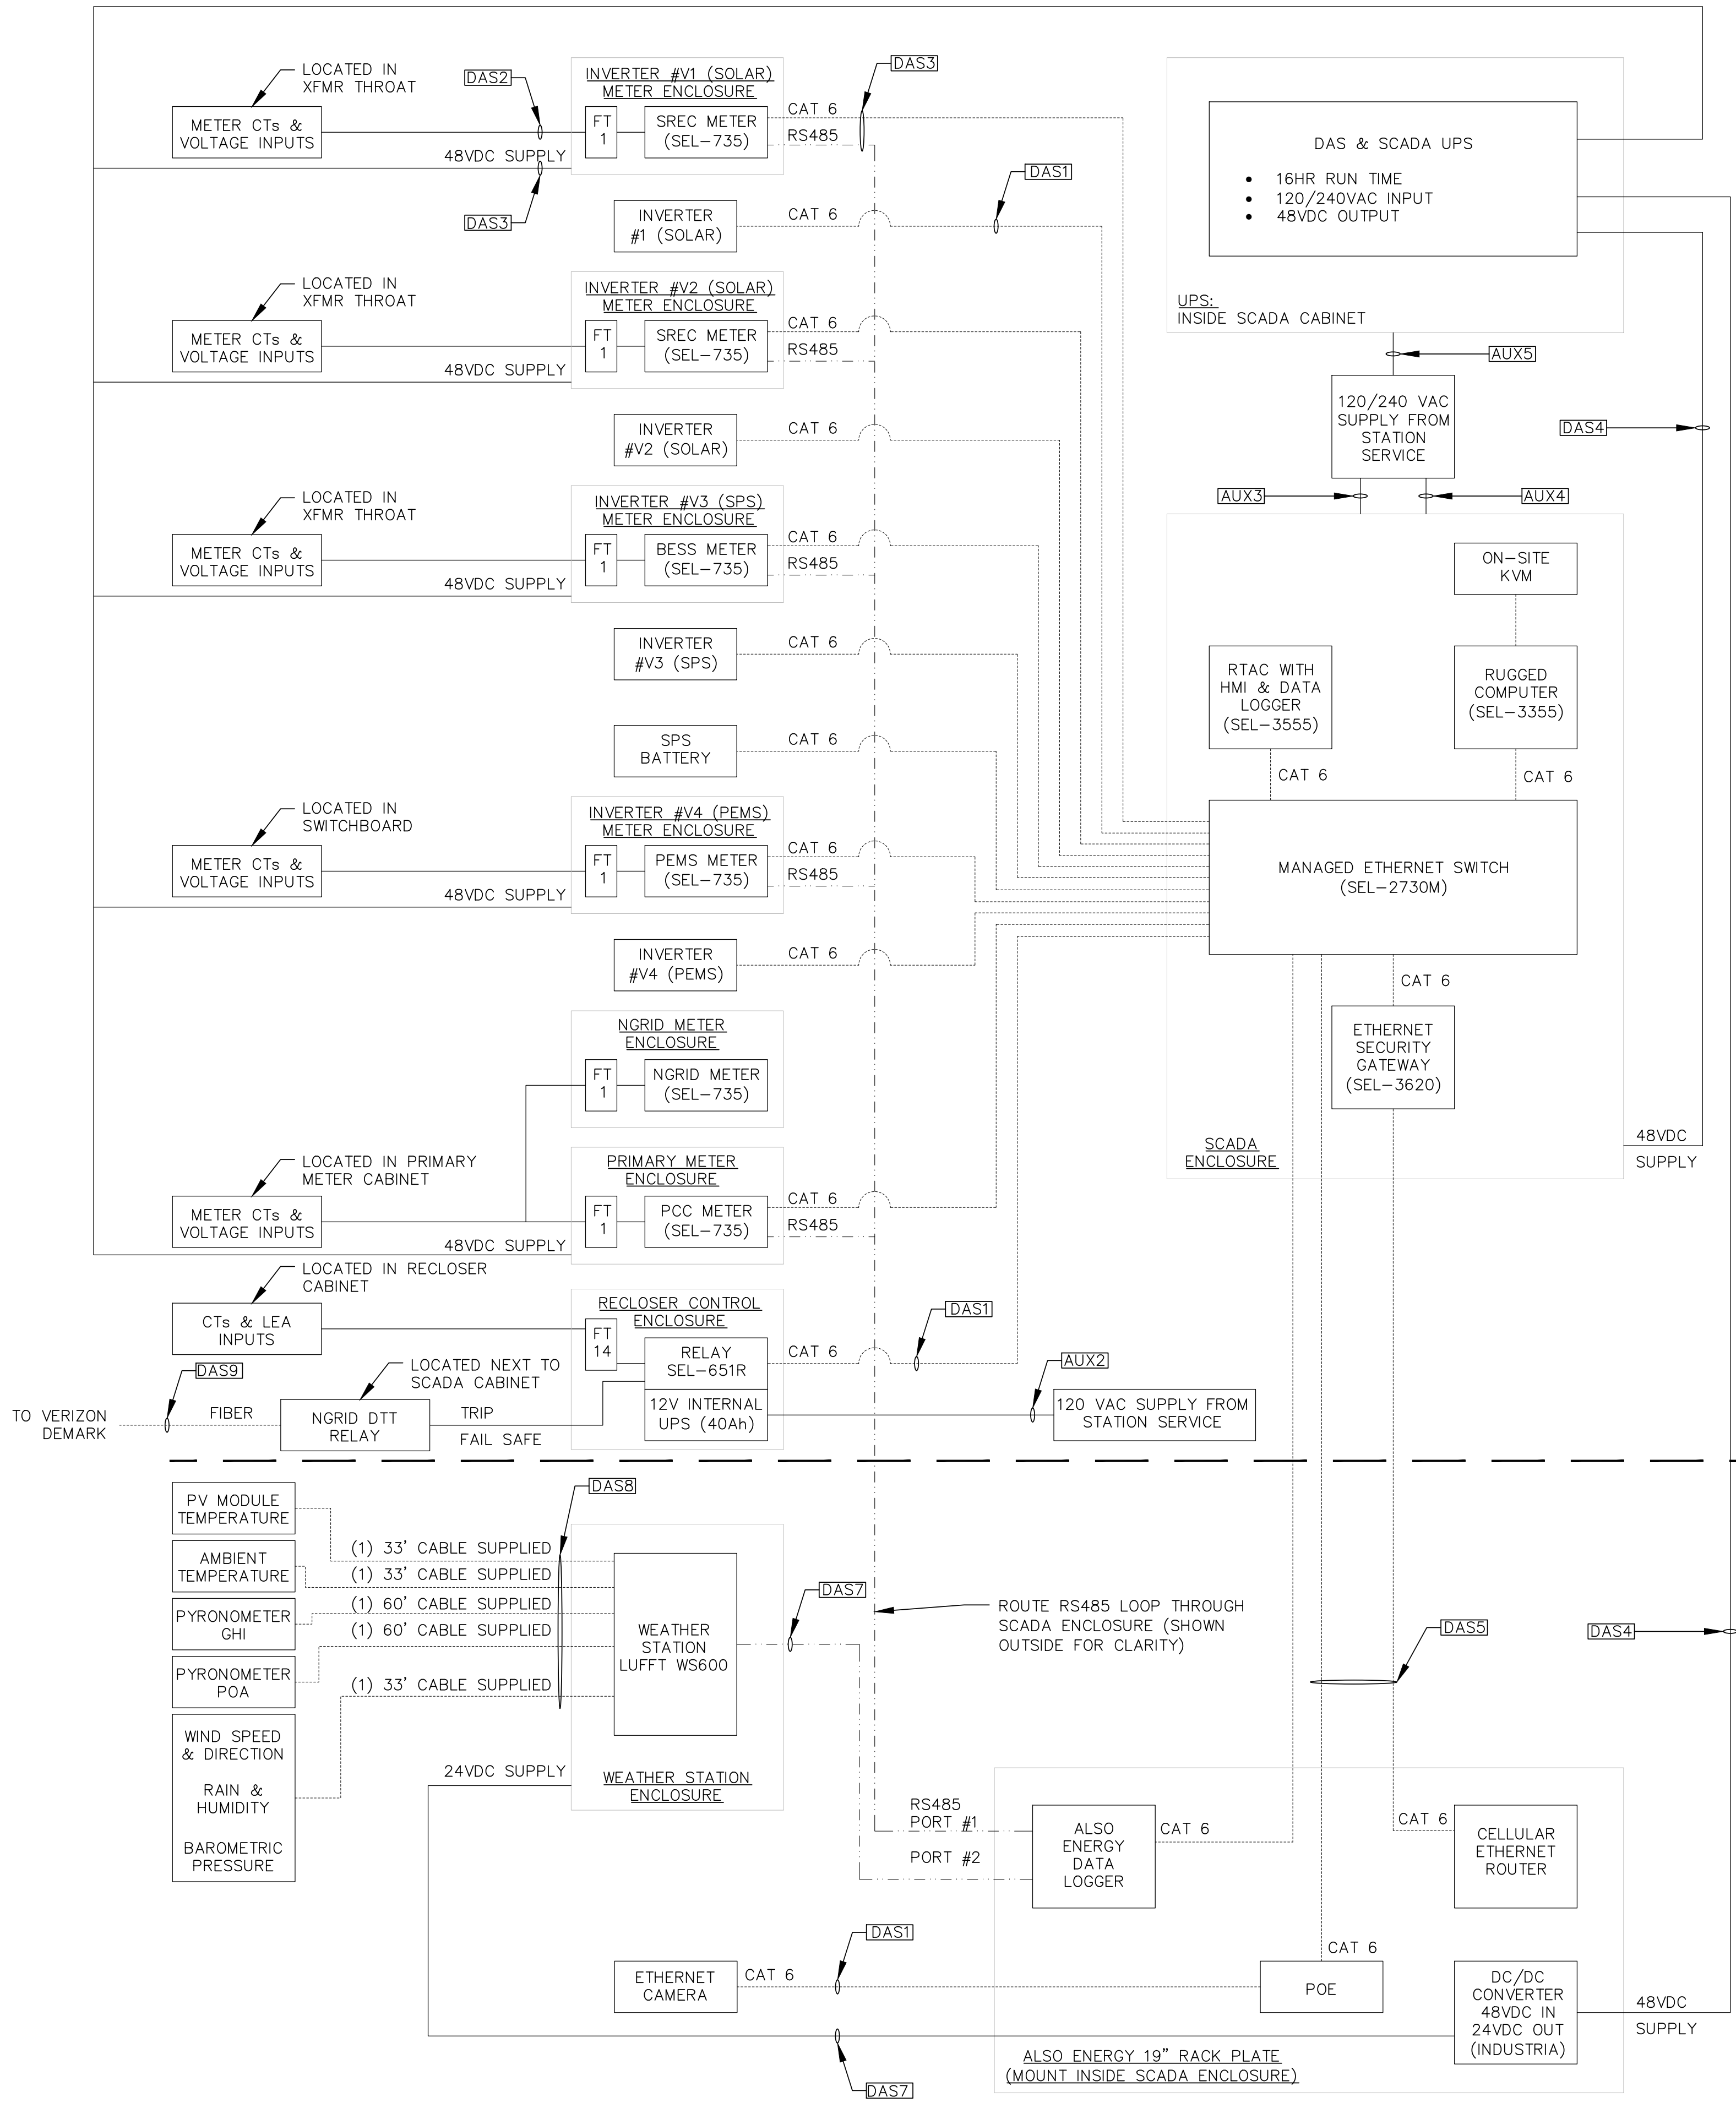 LOCATED IN
XFMR THROAT
DAS2
INVERTER #V1 (SOLAR)
METER ENCLOSURE
DAS3
METER CTs &
VOLTAGE INPUTS
FT
1
SREC METER
(SEL-735)
CAT 6
RS485
48VDC SUPPLY
DAS3
DAS1
INVERTER
#1 (SOLAR)
CAT 6
DAS & SCADA UPS
• 16HR RUN TIME
• 120/240VAC INPUT
• 48VDC OUTPUT
UPS:
INSIDE SCADA CABINET
LOCATED IN
XFMR THROAT
INVERTER #V2 (SOLAR)
METER ENCLOSURE
METER CTs &
VOLTAGE INPUTS
FT
1
SREC METER
(SEL-735)
CAT 6
RS485
48VDC SUPPLY
AUX5
120/240 VAC
SUPPLY FROM
STATION
SERVICE
DAS4
AUX3
AUX4
INVERTER
#V2 (SOLAR)
CAT 6
LOCATED IN
XFMR THROAT
INVERTER #V3 (SPS)
METER ENCLOSURE
METER CTs &
VOLTAGE INPUTS
FT
1
BESS METER
(SEL-735)
CAT 6
RS485
48VDC SUPPLY
ON-SITE
KVM
INVERTER
#V3 (SPS)
CAT 6
RTAC WITH
HMI & DATA
LOGGER
(SEL-3555)
RUGGED
COMPUTER
(SEL-3355)
CAT 6
CAT 6
SPS
BATTERY
CAT 6
LOCATED IN
SWITCHBOARD
INVERTER #V4 (PEMS)
METER ENCLOSURE
METER CTs &
VOLTAGE INPUTS
FT
1
PEMS METER
(SEL-735)
CAT 6
RS485
48VDC SUPPLY
MANAGED ETHERNET SWITCH
(SEL-2730M)
INVERTER
#V4 (PEMS)
CAT 6
CAT 6
ETHERNET
SECURITY
GATEWAY
(SEL-3620)
NGRID METER
ENCLOSURE
FT
1
NGRID METER
(SEL-735)
SCADA
ENCLOSURE
48VDC
SUPPLY
LOCATED IN PRIMARY
METER CABINET
PRIMARY METER
ENCLOSURE
METER CTs &
VOLTAGE INPUTS
FT
1
PCC METER
(SEL-735)
CAT 6
RS485
48VDC SUPPLY
LOCATED IN RECLOSER
CABINET
CTs & LEA
INPUTS
RECLOSER CONTROL
ENCLOSURE
FT
14
RELAY
SEL-651R
12V INTERNAL
UPS (40Ah)
CAT 6
DAS1
AUX2
120 VAC SUPPLY FROM
STATION SERVICE
DAS9
LOCATED NEXT TO
SCADA CABINET
TO VERIZON
DEMARK
FIBER
NGRID DTT
RELAY
TRIP
FAIL SAFE
PV MODULE
TEMPERATURE
AMBIENT
TEMPERATURE
PYRONOMETER
GHI
PYRONOMETER
POA
WIND SPEED
& DIRECTION
RAIN &
HUMIDITY
BAROMETRIC
PRESSURE
DAS8
(1) 33' CABLE SUPPLIED
(1) 33' CABLE SUPPLIED
(1) 60' CABLE SUPPLIED
(1) 60' CABLE SUPPLIED
(1) 33' CABLE SUPPLIED
WEATHER
STATION
LUFFT WS600
24VDC SUPPLY
WEATHER STATION
ENCLOSURE
DAS7
ROUTE RS485 LOOP THROUGH
SCADA ENCLOSURE (SHOWN
OUTSIDE FOR CLARITY)
DAS5
DAS4
RS485
PORT #1
PORT #2
ALSO
ENERGY
DATA
LOGGER
CAT 6
CAT 6
CELLULAR
ETHERNET
ROUTER
DAS1
ETHERNET
CAMERA
CAT 6
CAT 6
POE
DC/DC
CONVERTER
48VDC IN
24VDC OUT
(INDUSTRIA)
48VDC
SUPPLY
DAS7
ALSO ENERGY 19" RACK PLATE
(MOUNT INSIDE SCADA ENCLOSURE)